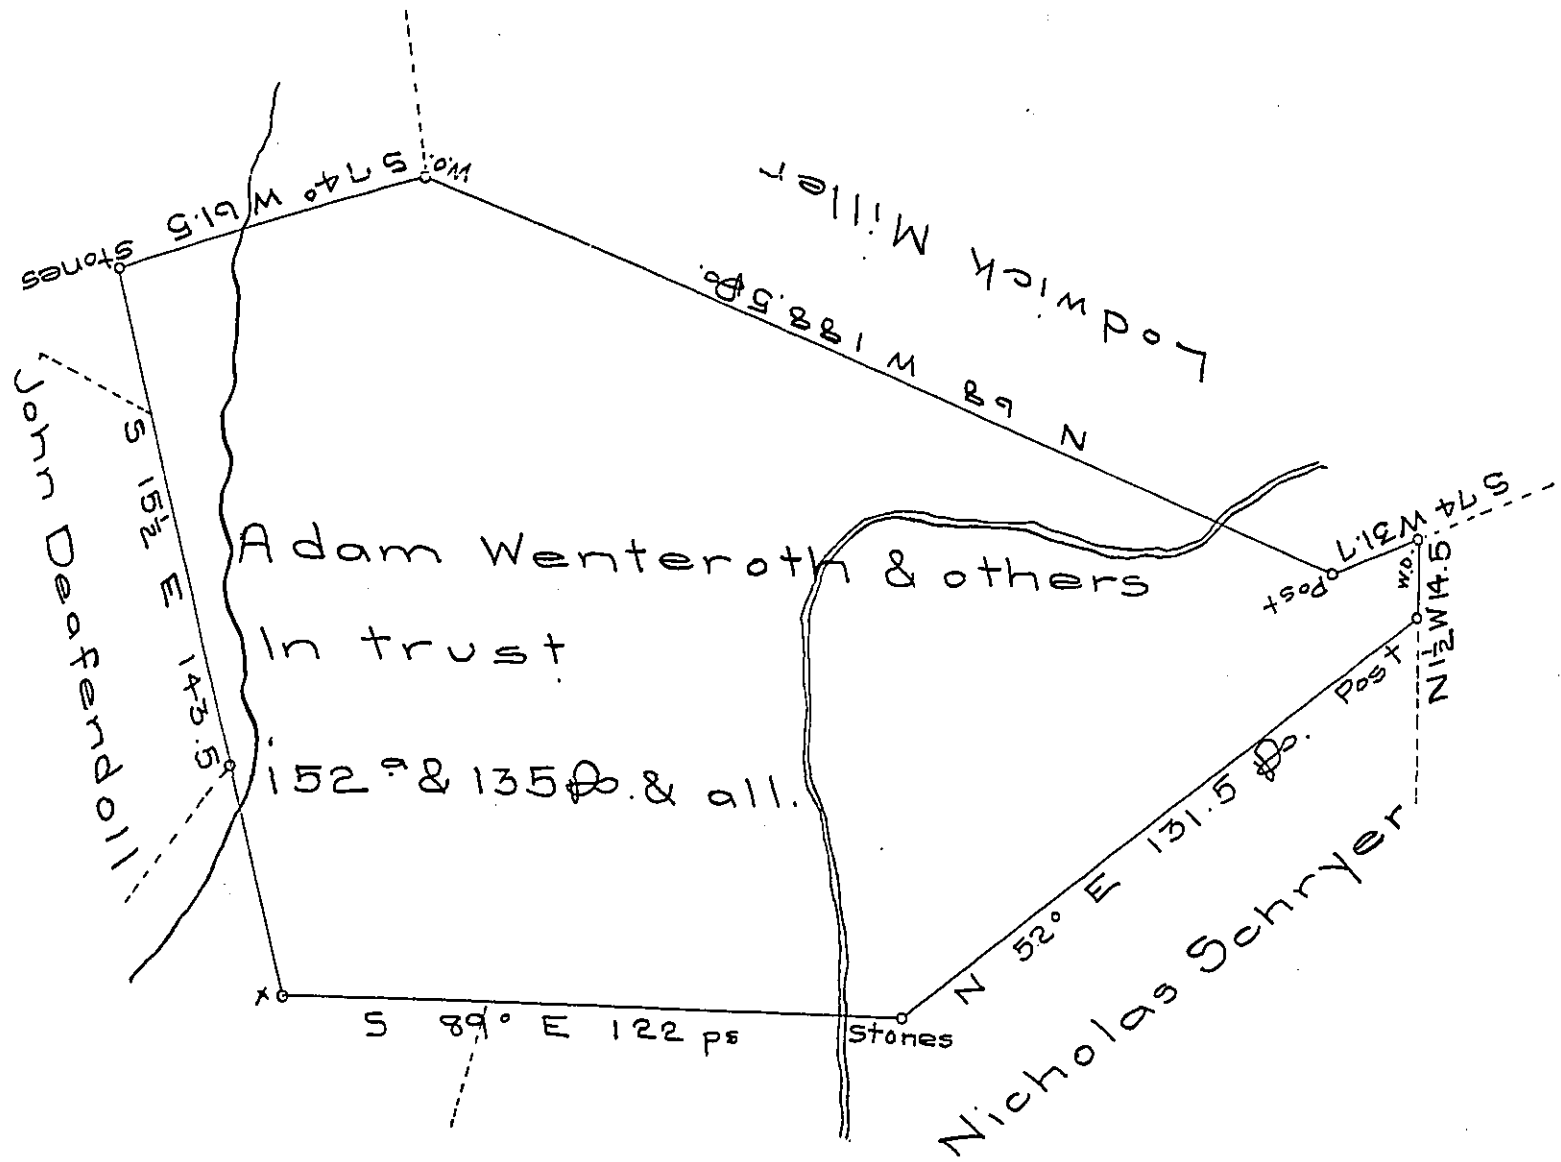 W.o.
S 74° W 61.5
Stones
Lodwick Miller
N 68 W 188.5 Po.
John Deafendoll
S 15½ E 143.5
S 74 W 31.7
W.O.
Post
N 1½ W 14.5
Post
Adam Wenteroth & others
In trust
152 a & 135 Po. & all.
N 52° E 131.5 Po.
Nicholas Schryer
x
S 89° E 122 ps
Stones